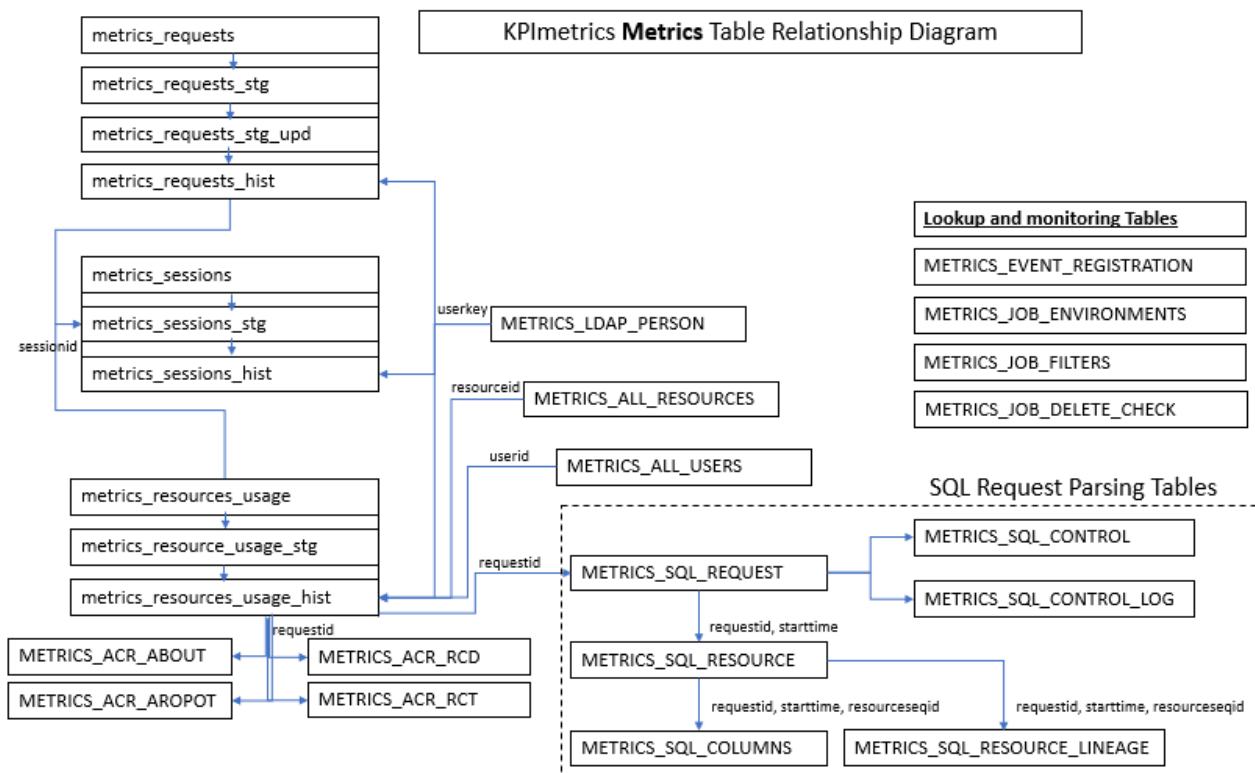 KPImetrics Metrics Table Relationship Diagram
metrics_requests
metrics_requests_stg
metrics_requests_stg_upd
metrics_requests_hist
metrics_sessions
metrics_sessions_stg
metrics_sessions_hist
sessionid
userkey
METRICS_LDAP_PERSON
resourceid
METRICS_ALL_RESOURCES
userid
METRICS_ALL_USERS
Lookup and monitoring Tables
METRICS_EVENT_REGISTRATION
METRICS_JOB_ENVIRONMENTS
METRICS_JOB_FILTERS
METRICS_JOB_DELETE_CHECK
metrics_resources_usage
metrics_resource_usage_stg
metrics_resources_usage_hist
requestid
METRICS_ACR_ABOUT
METRICS_ACR_RCD
METRICS_ACR_AROPOT
METRICS_ACR_RCT
SQL Request Parsing Tables
requestid
METRICS_SQL_REQUEST
METRICS_SQL_CONTROL
METRICS_SQL_CONTROL_LOG
requestid, starttime
METRICS_SQL_RESOURCE
requestid, starttime, resourceseqid
requestid, starttime, resourceseqid
METRICS_SQL_COLUMNS
METRICS_SQL_RESOURCE_LINEAGE